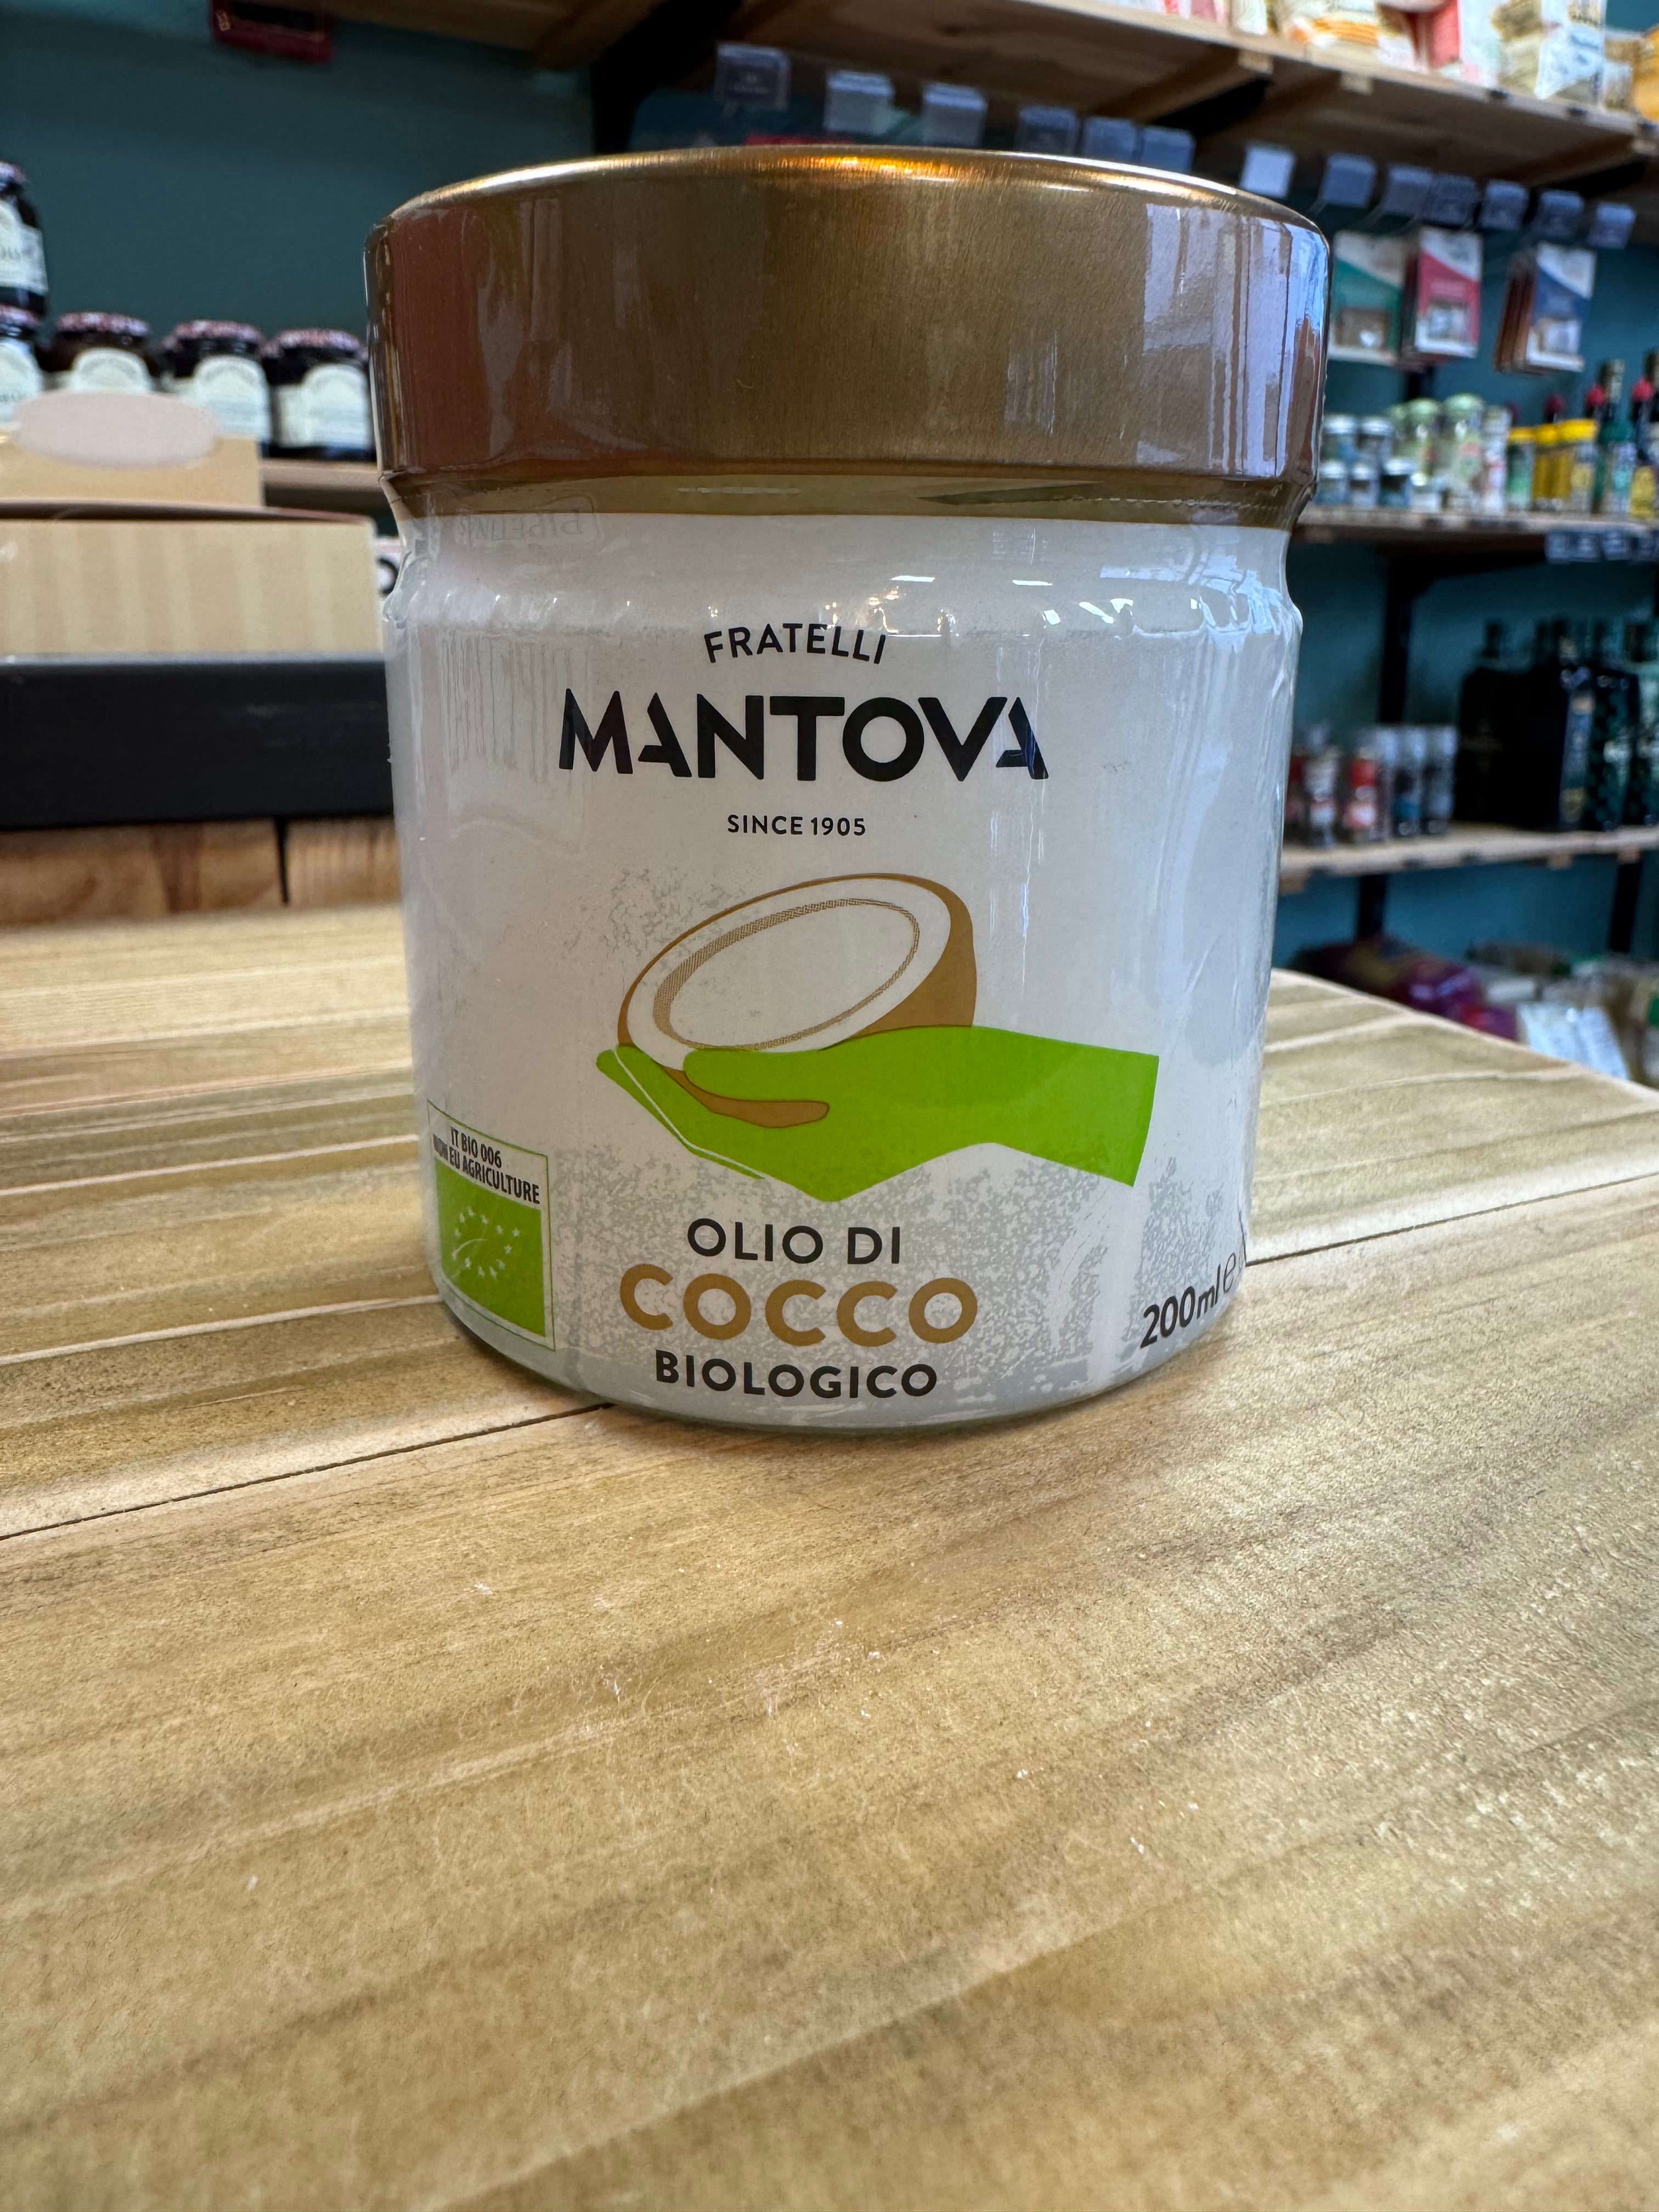 FRATELLI
MANTOVA
SINCE 1905
IT BIO 006
NON EU AGRICULTURE
OLIO DI
COCCO
BIOLOGICO
200ml e